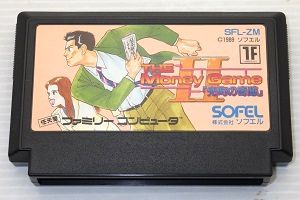 SFL-ZM
©1989 ソフエル
1F
THE
Money Game
II
「兜町の奇跡」
SOFEL
株式会社 ソフエル
ファミリー コンピュータ